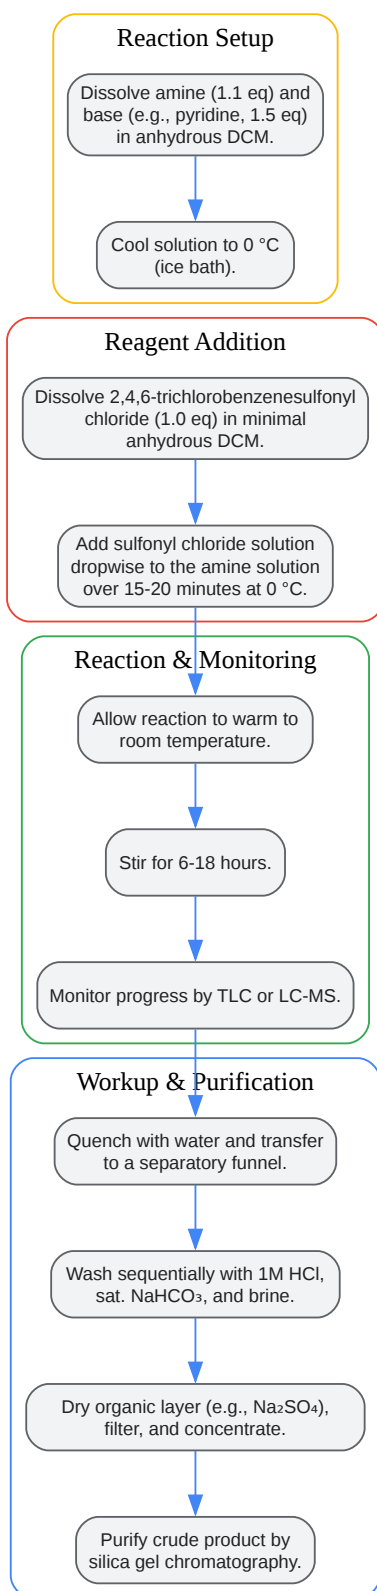 Reaction Setup
Dissolve amine (1.1 eq) and
base (e.g., pyridine, 1.5 eq)
in anhydrous DCM.
Cool solution to 0 °C
(ice bath).
Reagent Addition
Dissolve 2,4,6-trichlorobenzenesulfonyl
chloride (1.0 eq) in minimal
anhydrous DCM.
Add sulfonyl chloride solution
dropwise to the amine solution
over 15-20 minutes at 0 °C.
Reaction & Monitoring
Allow reaction to warm to
room temperature.
Stir for 6-18 hours.
Monitor progress by TLC or LC-MS.
Workup & Purification
Quench with water and transfer
to a separatory funnel.
Wash sequentially with 1M HCl,
sat. NaHCO₃, and brine.
Dry organic layer (e.g., Na₂SO₄),
filter, and concentrate.
Purify crude product by
silica gel chromatography.